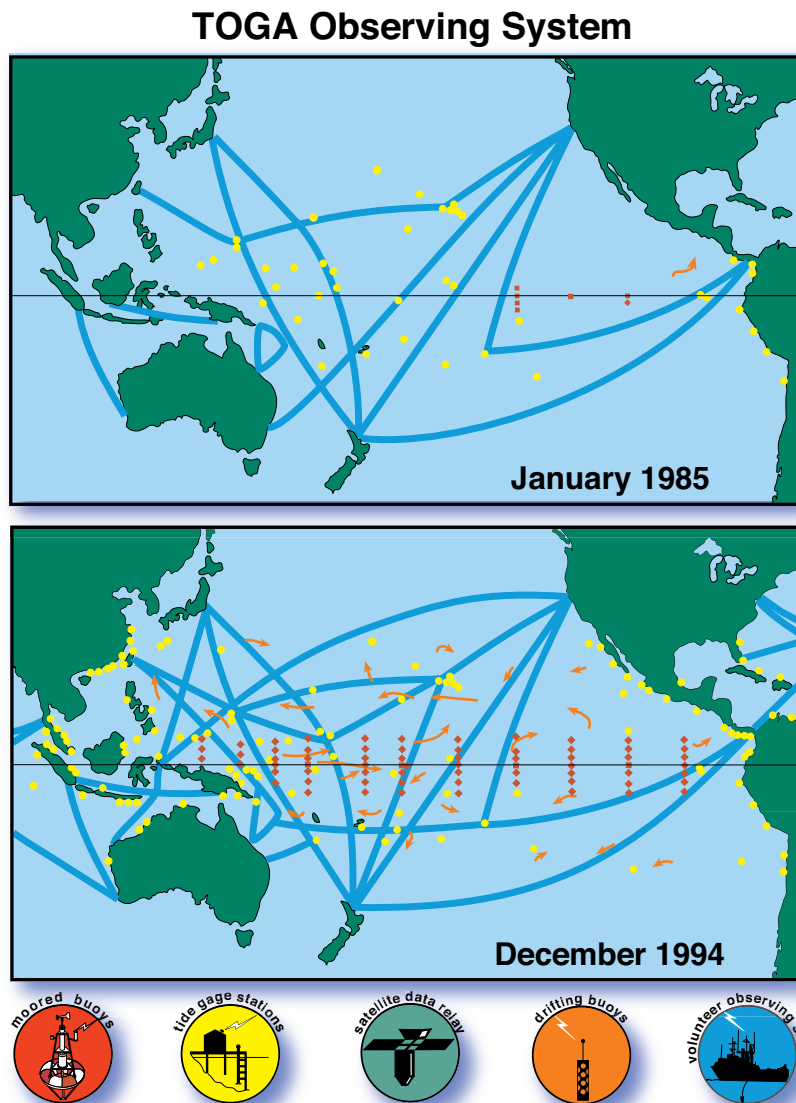 TOGA Observing System
January 1985
December 1994
moored buoys
tide gage stations
satellite data relay
drifting buoys
volunteer observing